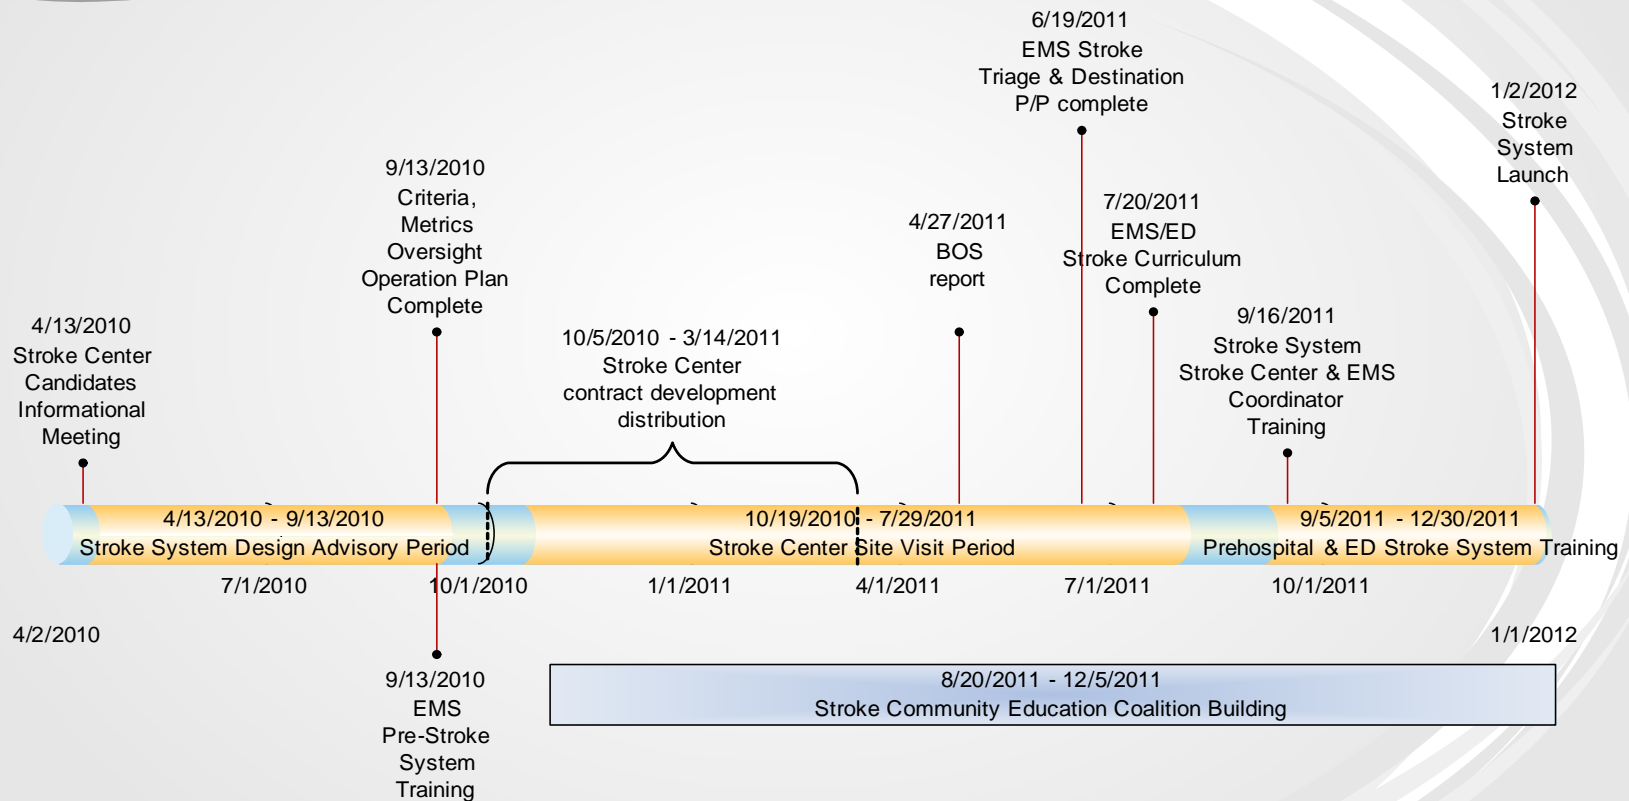 6/19/2011
EMS Stroke
Triage & Destination
P/P complete
1/2/2012
Stroke
System
Launch
9/13/2010
Criteria,
Metrics
Oversight
Operation Plan
Complete
7/20/2011
EMS/ED
Stroke Curriculum
Complete
4/27/2011
BOS
report
4/13/2010
Stroke Center
Candidates
Informational
Meeting
10/5/2010 - 3/14/2011
Stroke Center
contract development
distribution
9/16/2011
Stroke System
Stroke Center & EMS
Coordinator
Training
4/13/2010 - 9/13/2010
Stroke System Design Advisory Period
10/19/2010 - 7/29/2011
Stroke Center Site Visit Period
9/5/2011 - 12/30/2011
Prehospital & ED Stroke System Training
7/1/2010
10/1/2010
1/1/2011
4/1/2011
7/1/2011
10/1/2011
4/2/2010
1/1/2012
9/13/2010
EMS
Pre-Stroke
System
Training
8/20/2011 - 12/5/2011
Stroke Community Education Coalition Building